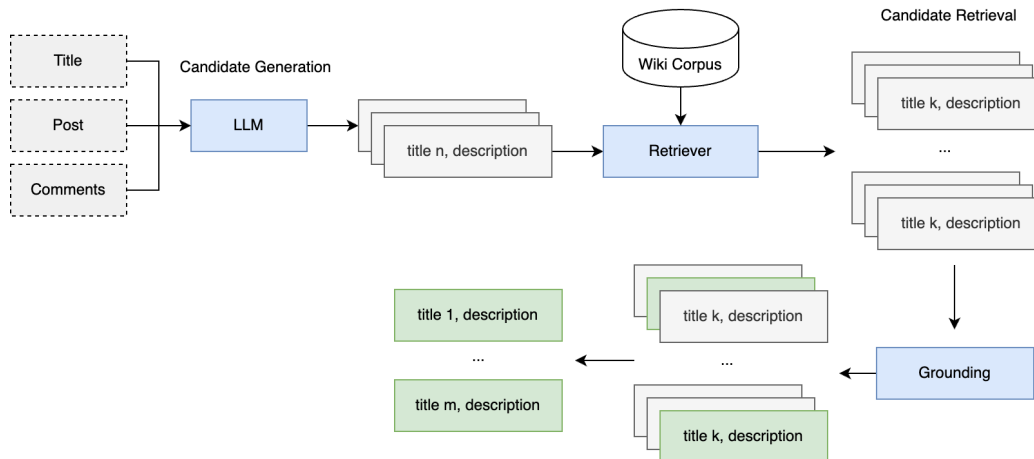 Candidate Retrieval
Title
Candidate Generation
Wiki Corpus
title k, description
Post
LLM
title n, description
Retriever
...
Comments
title k, description
title 1, description
title k, description
...
...
Grounding
title m, description
title k, description